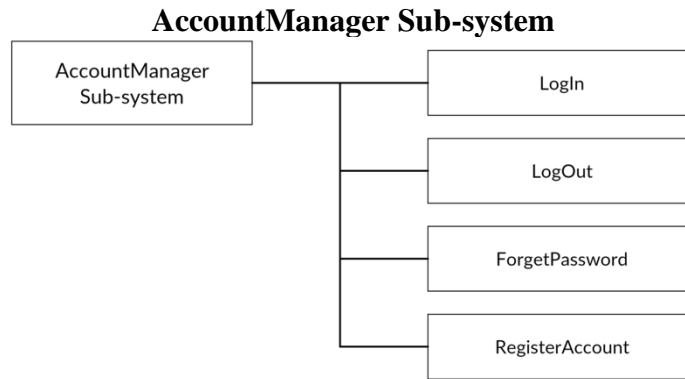 AccountManager Sub-system
AccountManager
Sub-system
LogIn
LogOut
ForgetPassword
RegisterAccount